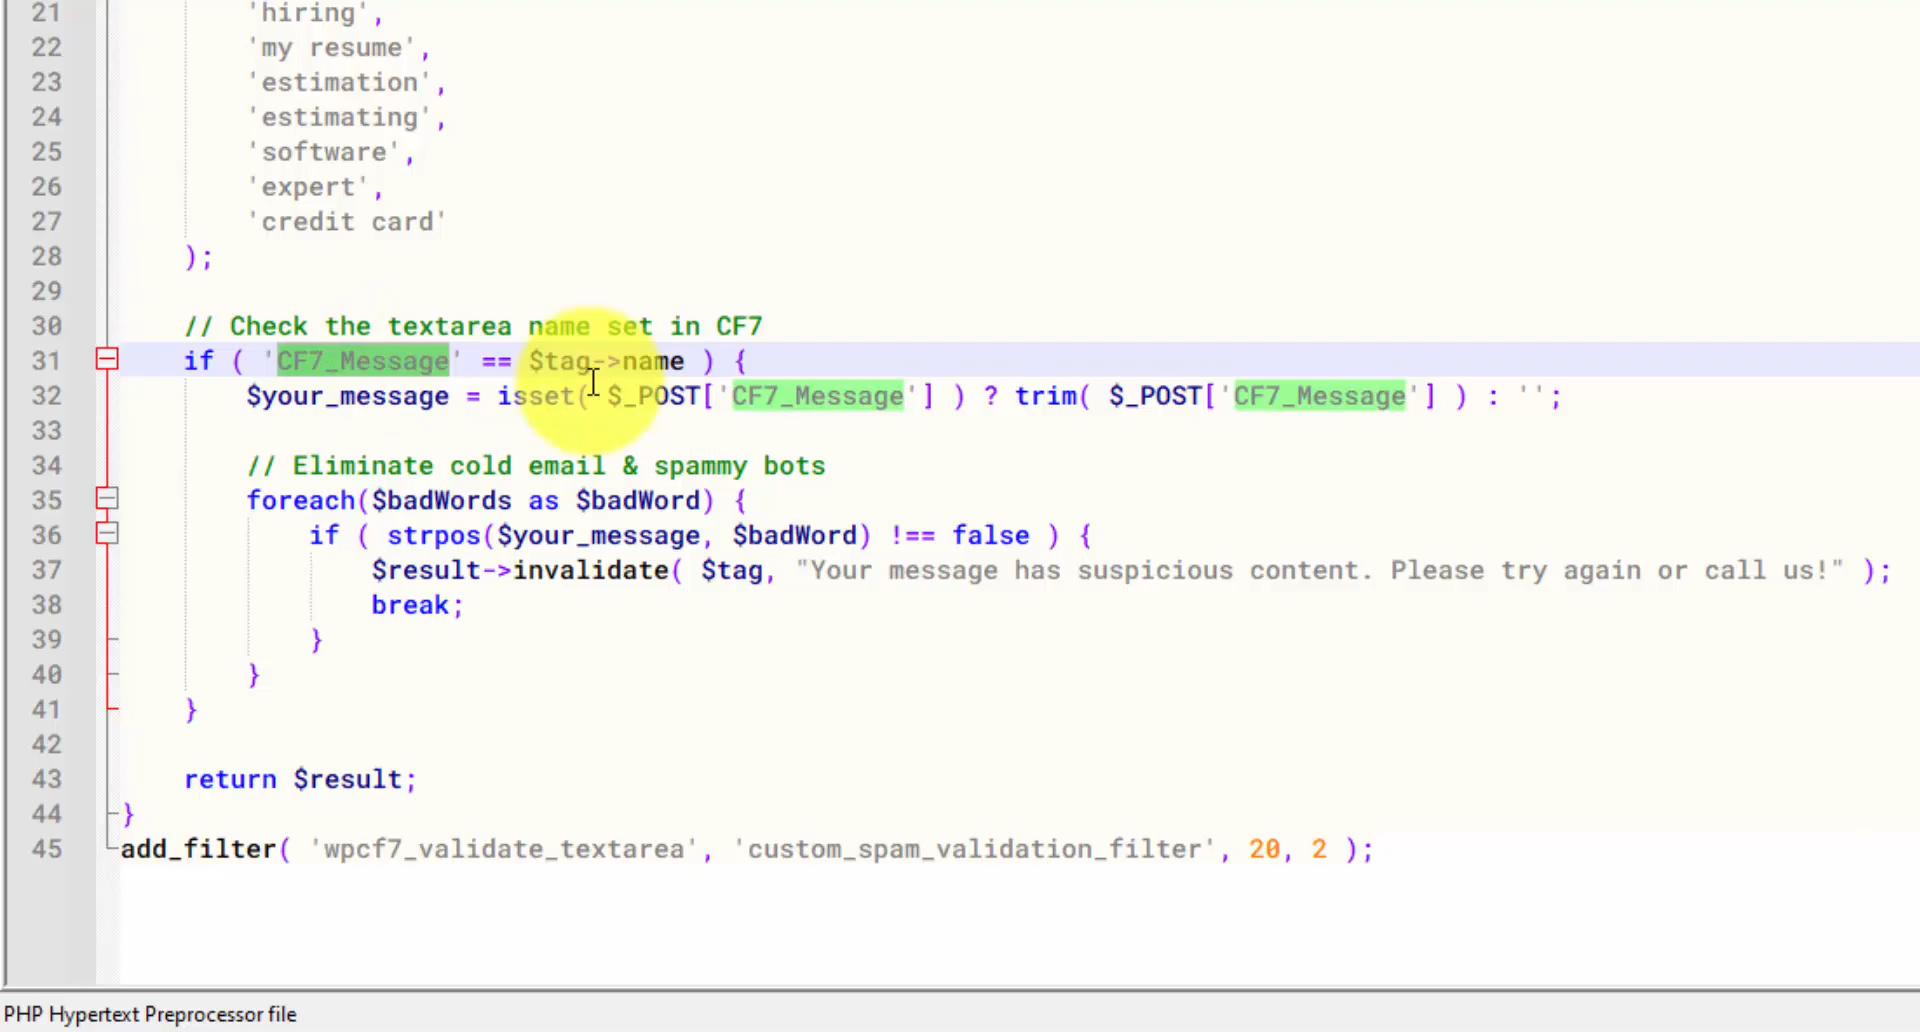 21 'hiring',
22 'my resume',
23 'estimation',
24 'estimating',
25 'software',
26 'expert',
27 'credit card'
28 );
29
30 // Check the textarea name set in CF7
31 if ( 'CF7_Message' == $tag->name ) {
32 $your_message = isset( $_POST['CF7_Message'] ) ? trim( $_POST['CF7_Message'] ) : '';
33
34 // Eliminate cold email & spammy bots
35 foreach($badWords as $badWord) {
36 if ( strpos($your_message, $badWord) !== false ) {
37 $result->invalidate( $tag, "Your message has suspicious content. Please try again or call us!" );
38 break;
39 }
40 }
41 }
42
43 return $result;
44 }
45 add_filter( 'wpcf7_validate_textarea', 'custom_spam_validation_filter', 20, 2 );
PHP Hypertext Preprocessor file